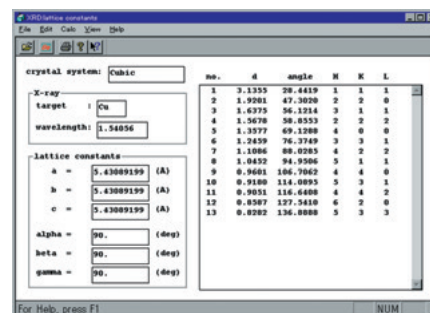 XRD lattice constants
File Edit Calc View Help
crystal system: Cubic
X-ray
target : Cu
wavelength: 1.54056
lattice constants
a = 5.43089199 (A)
b = 5.43089199 (A)
c = 5.43089199 (A)
alpha = 90. (deg)
beta = 90. (deg)
gamma = 90. (deg)
no. d angle H K L
1 3.1355 28.4419 1 1 1
2 1.9201 47.3020 2 2 0
3 1.6375 56.1214 3 1 1
4 1.5678 58.8553 2 2 2
5 1.3577 69.1288 4 0 0
6 1.2459 76.3749 3 3 1
7 1.1086 88.0285 4 2 2
8 1.0452 94.9506 5 1 1
9 0.9601 106.7062 4 4 0
10 0.9180 114.0895 5 3 1
11 0.9051 116.6408 4 4 2
12 0.8587 127.5410 6 2 0
13 0.8282 136.8888 5 3 3
For Help, press F1
NUM